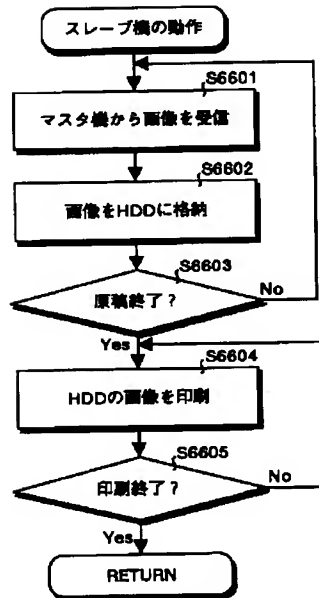 スレーブ機の動作
S6601
マスタ機から画像を受信
S6602
画像をHDDに格納
S6603
原稿終了？
No
Yes
S6604
HDDの画像を印刷
S6605
印刷終了？
No
Yes
RETURN